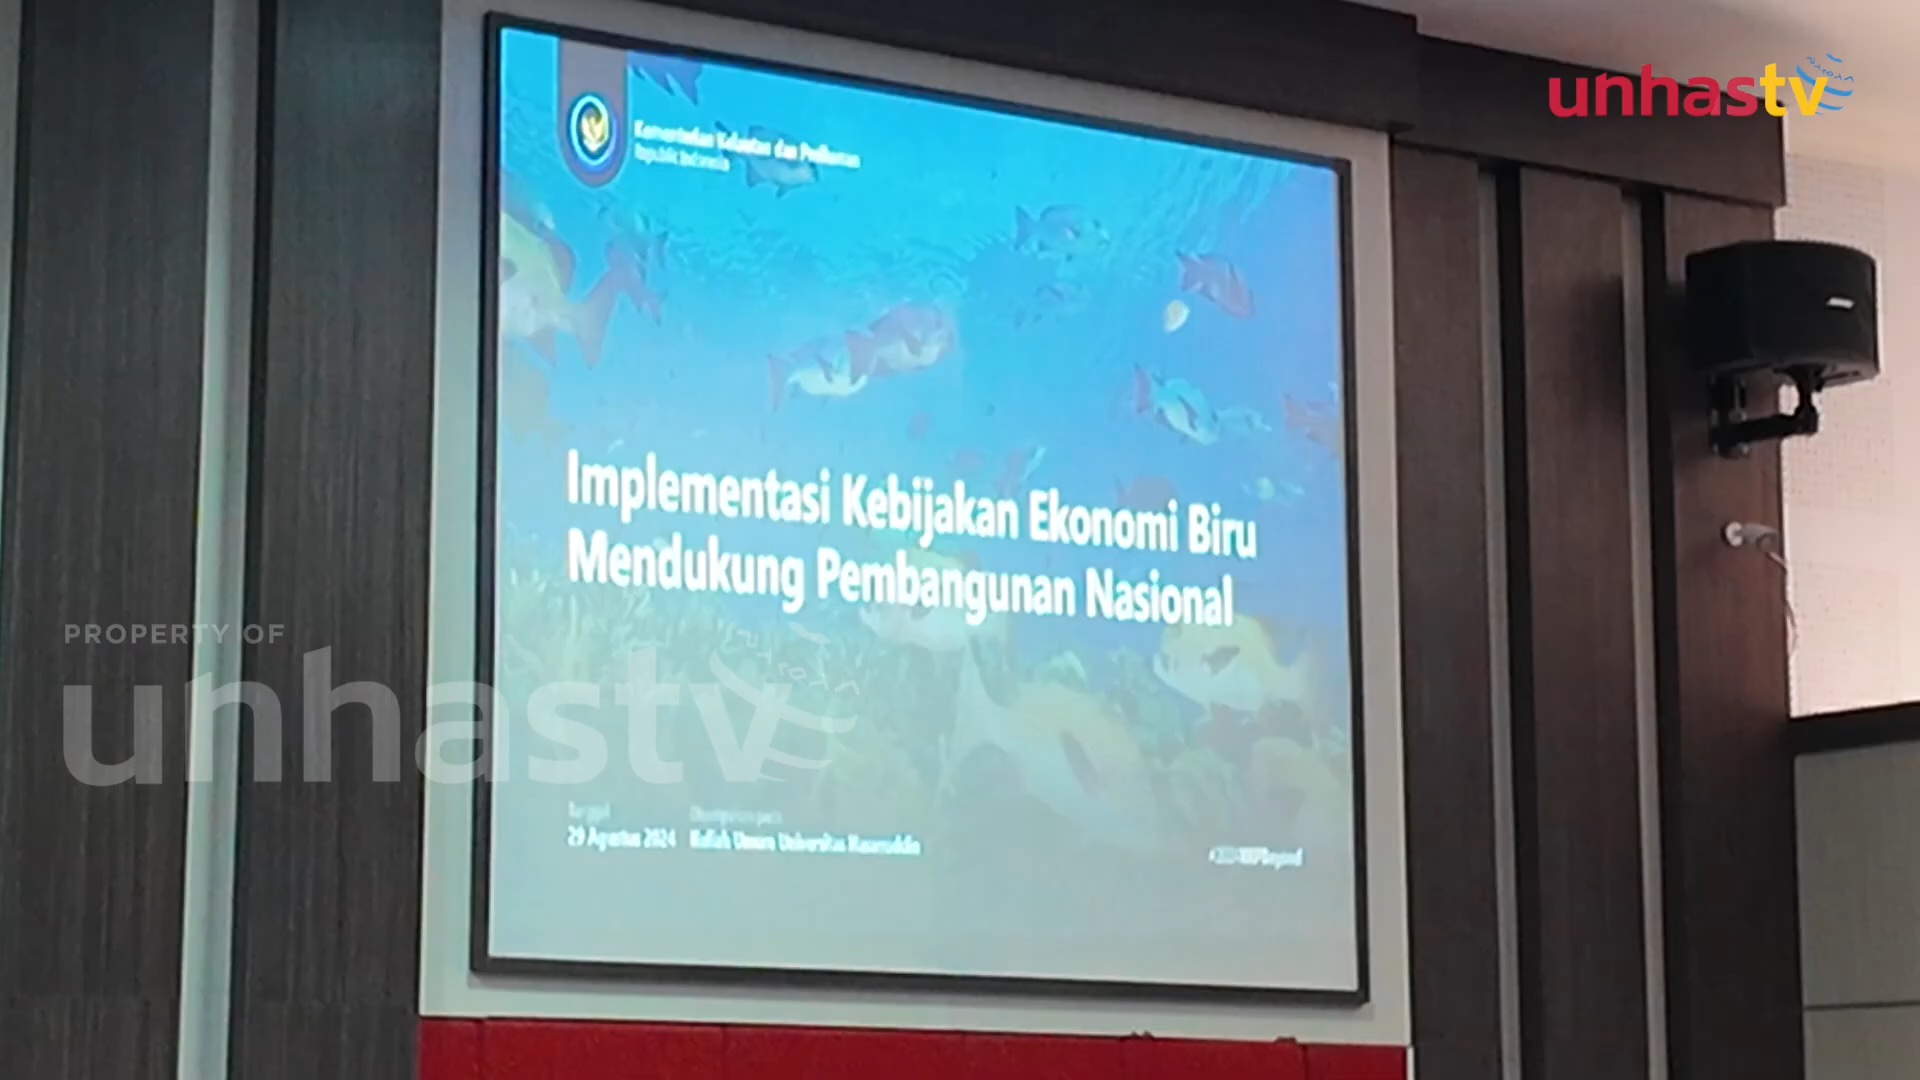 unhastv
Kementerian Kelautan dan Perikanan
Republik Indonesia
Implementasi Kebijakan Ekonomi Biru
Mendukung Pembangunan Nasional
PROPERTY OF
unhastv
Tanggal
29 Agustus 2024
Kuliah Umum Universitas Hasanuddin